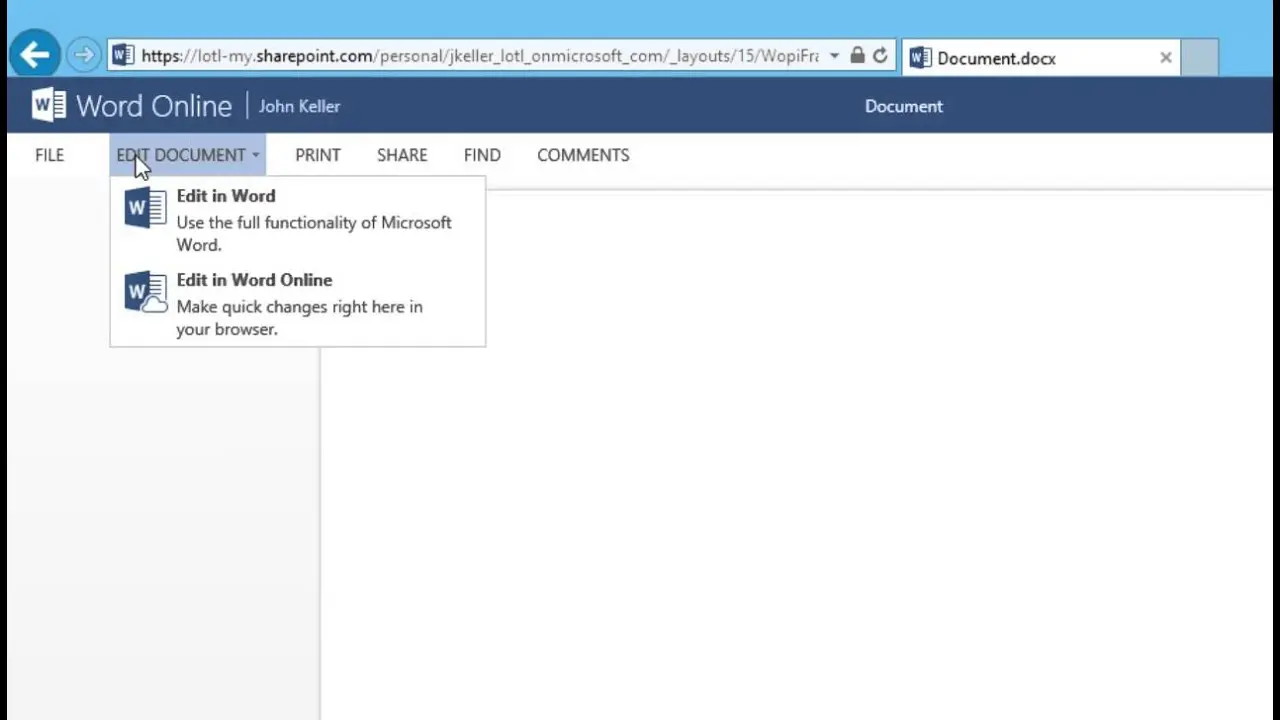 https://lotl-my.sharepoint.com/personal/jkeller_lotl_onmicrosoft_com/_layouts/15/WopiFra
Document.docx
Word Online
John Keller
Document
FILE
EDIT DOCUMENT
PRINT
SHARE
FIND
COMMENTS
Edit in Word
Use the full functionality of Microsoft
Word.
Edit in Word Online
Make quick changes right here in
your browser.